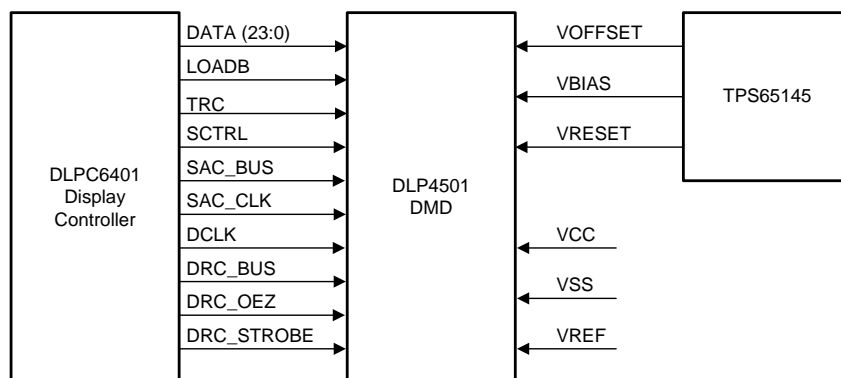 DATA (23:0)
LOADB
TRC
SCTRL
SAC_BUS
SAC_CLK
DCLK
DRC_BUS
DRC_OEZ
DRC_STROBE
DLPC6401
Display
Controller
DLP4501
DMD
VOFFSET
VBIAS
VRESET
VCC
VSS
VREF
TPS65145